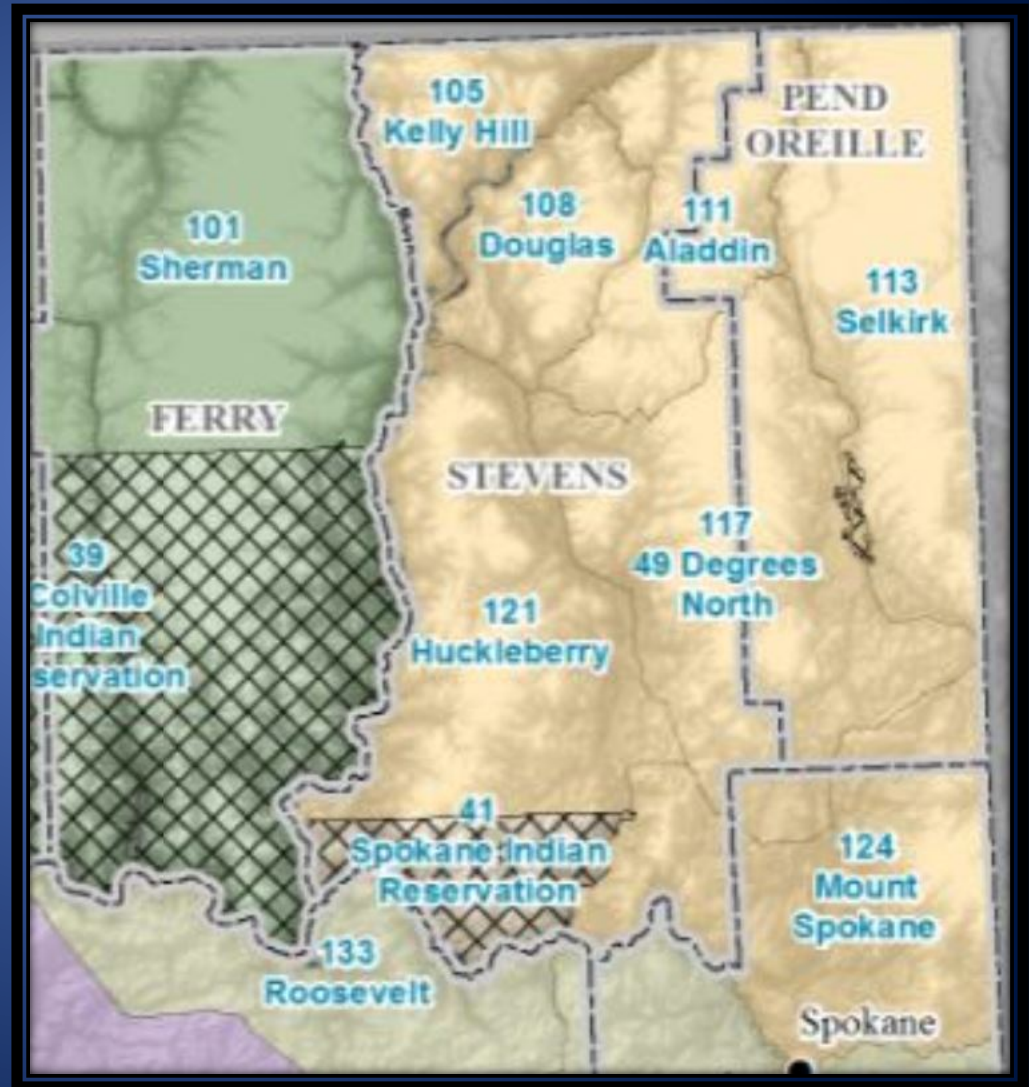 105
Kelly Hill
PEND
OREILLE
101
Sherman
108
Douglas
111
Aladdin
113
Selkirk
FERRY
STEVENS
117
49 Degrees
North
39
Colville
Indian
servation
121
Huckleberry
41
Spokane Indian
Reservation
124
Mount
Spokane
133
Roosevelt
Spokane